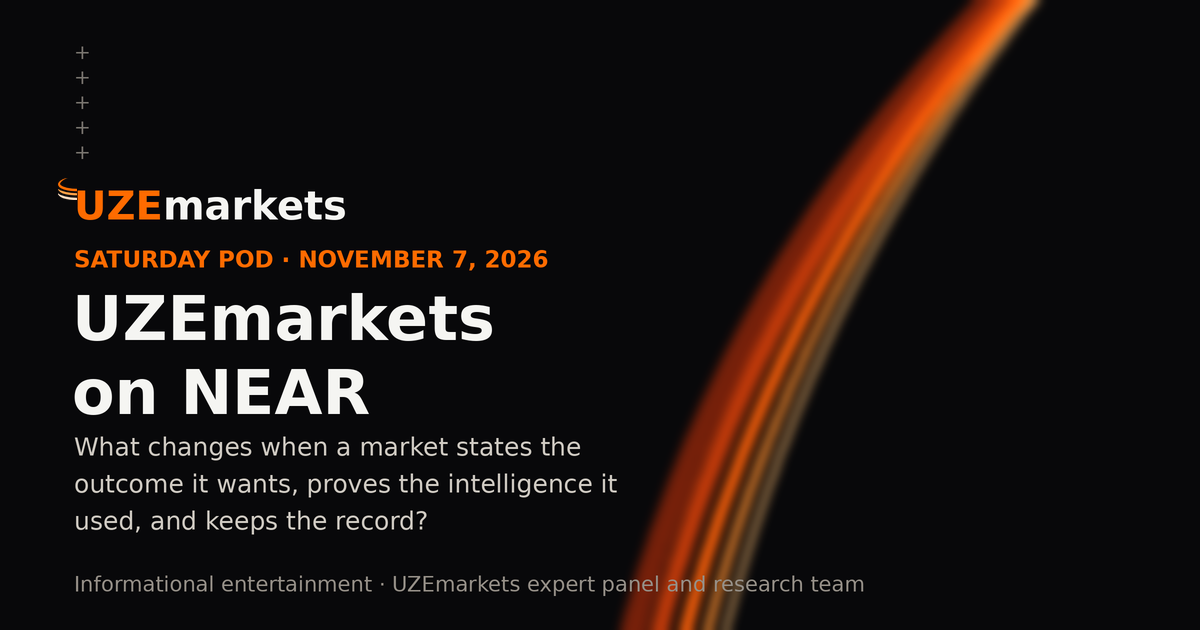 +
+
+
+
+
UZEmarkets
SATURDAY POD · NOVEMBER 7, 2026
UZEmarkets
on NEAR
What changes when a market states the
outcome it wants, proves the intelligence it
used, and keeps the record?
Informational entertainment · UZEmarkets expert panel and research team